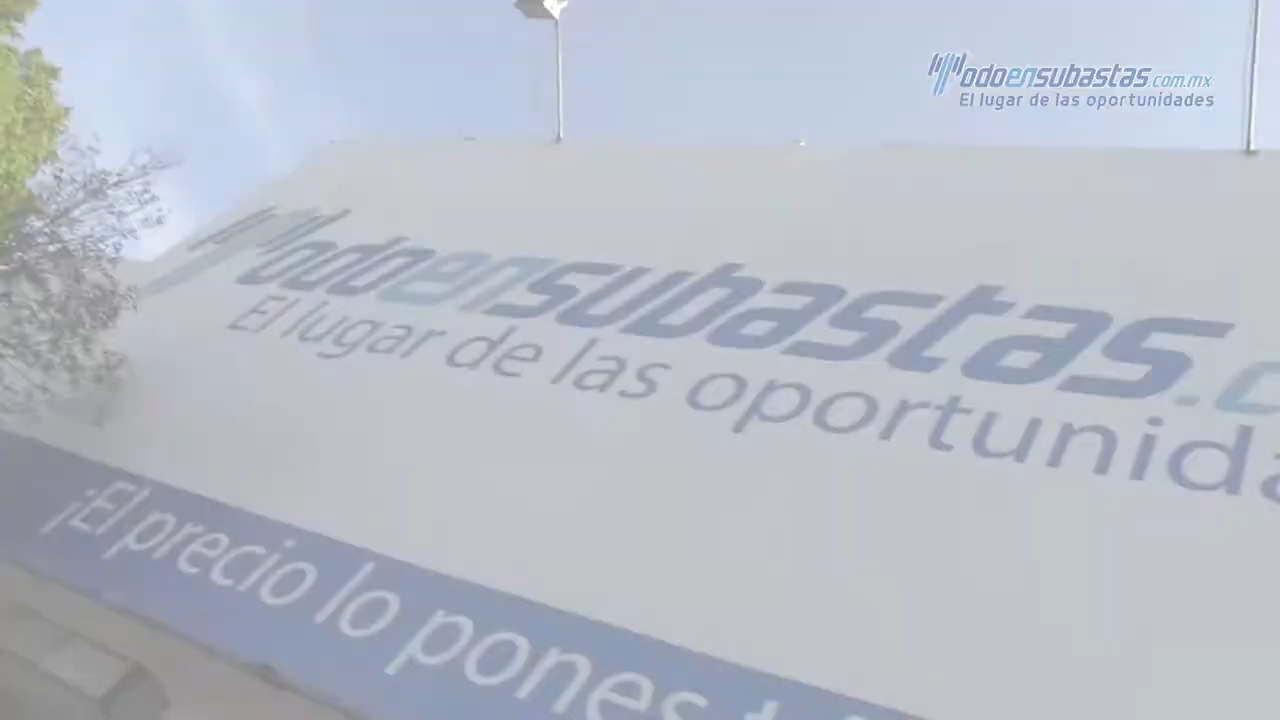 Todoensubastas.com.mx
El lugar de las oportunidades
Todoensubastas.c
El lugar de las oportunida
¡El precio lo pones